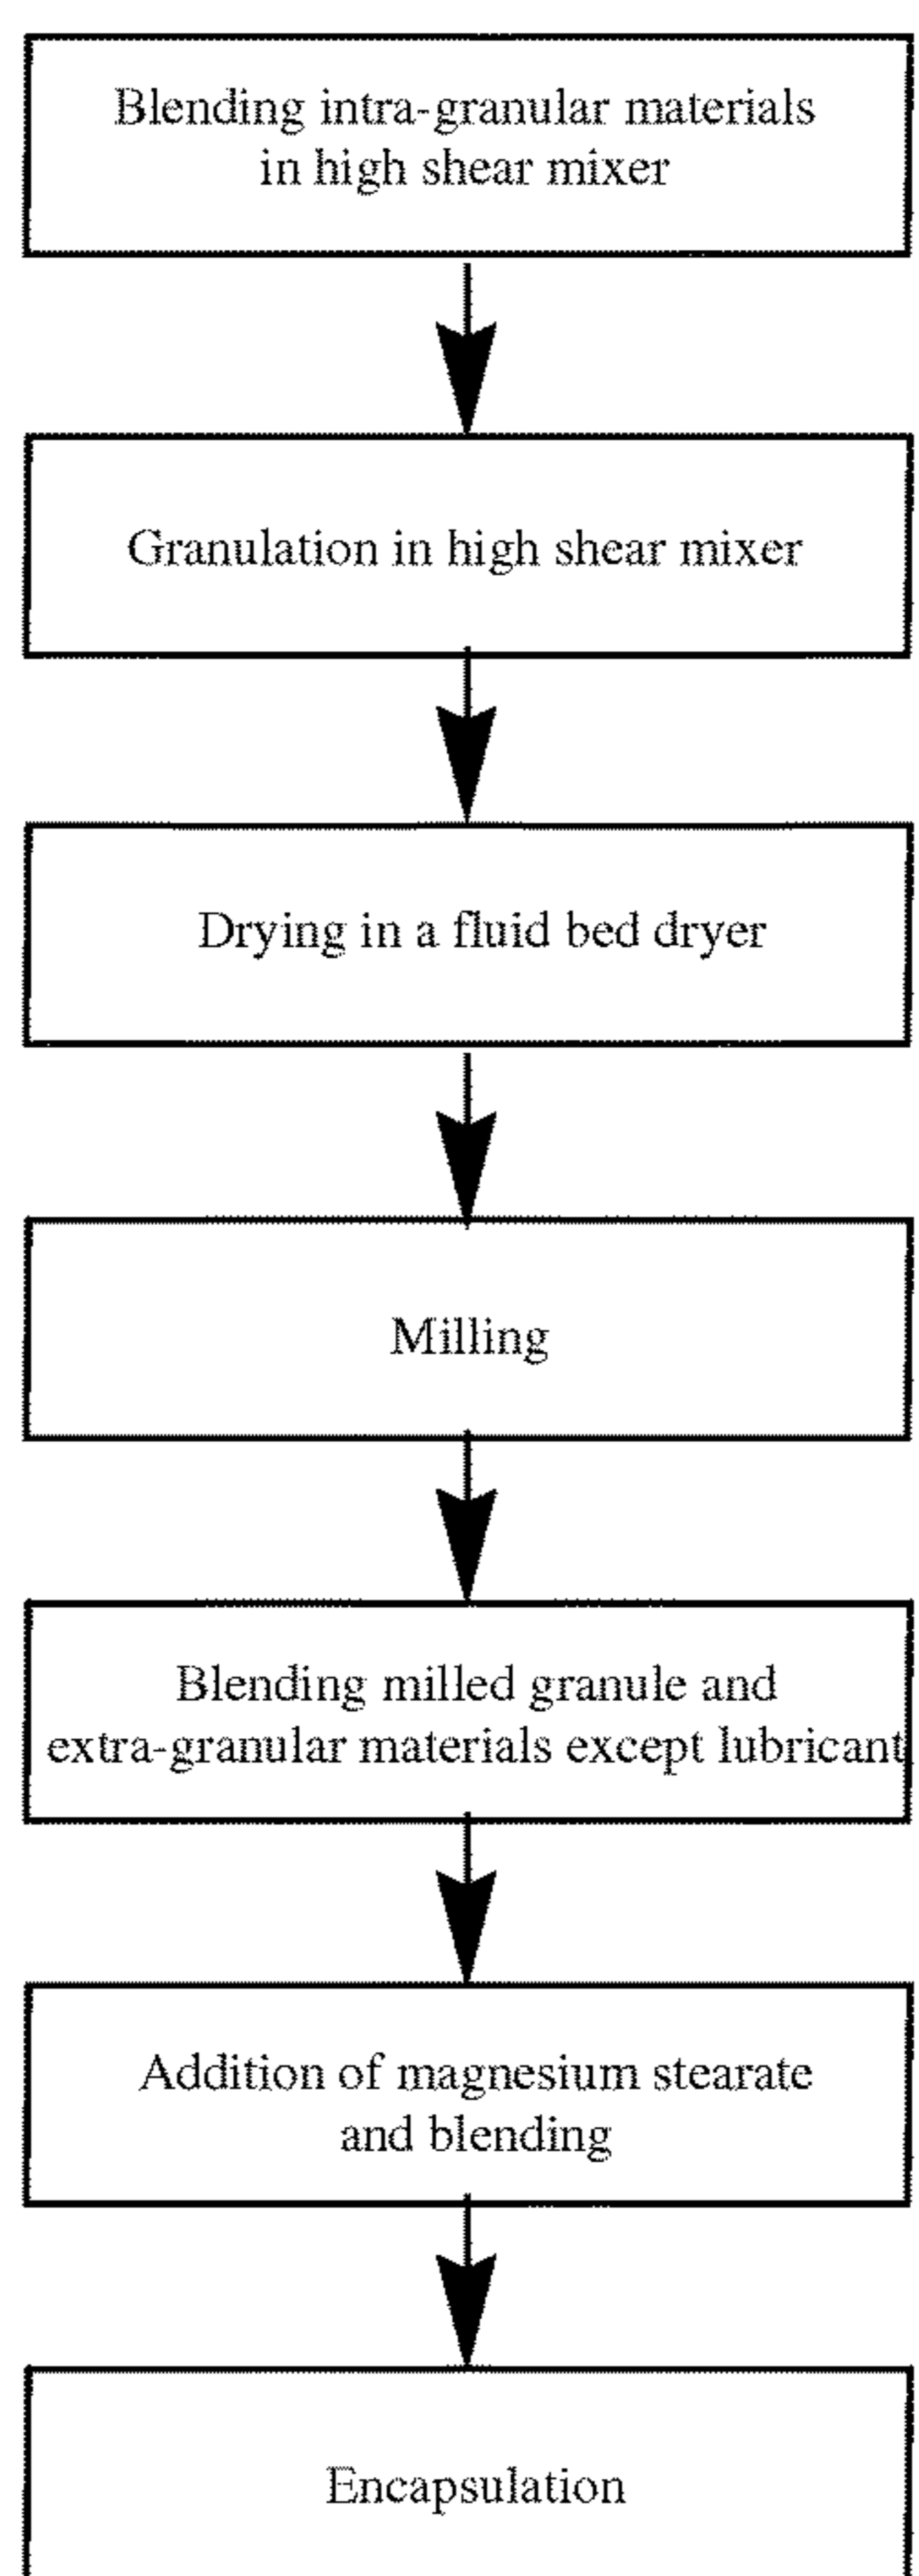 Blending intra-granular materials
in high shear mixer
Granulation in high shear mixer
Drying in a fluid bed dryer
Milling
Blending milled granule and
extra-granular materials except lubricant
Addition of magnesium stearate
and blending
Encapsulation